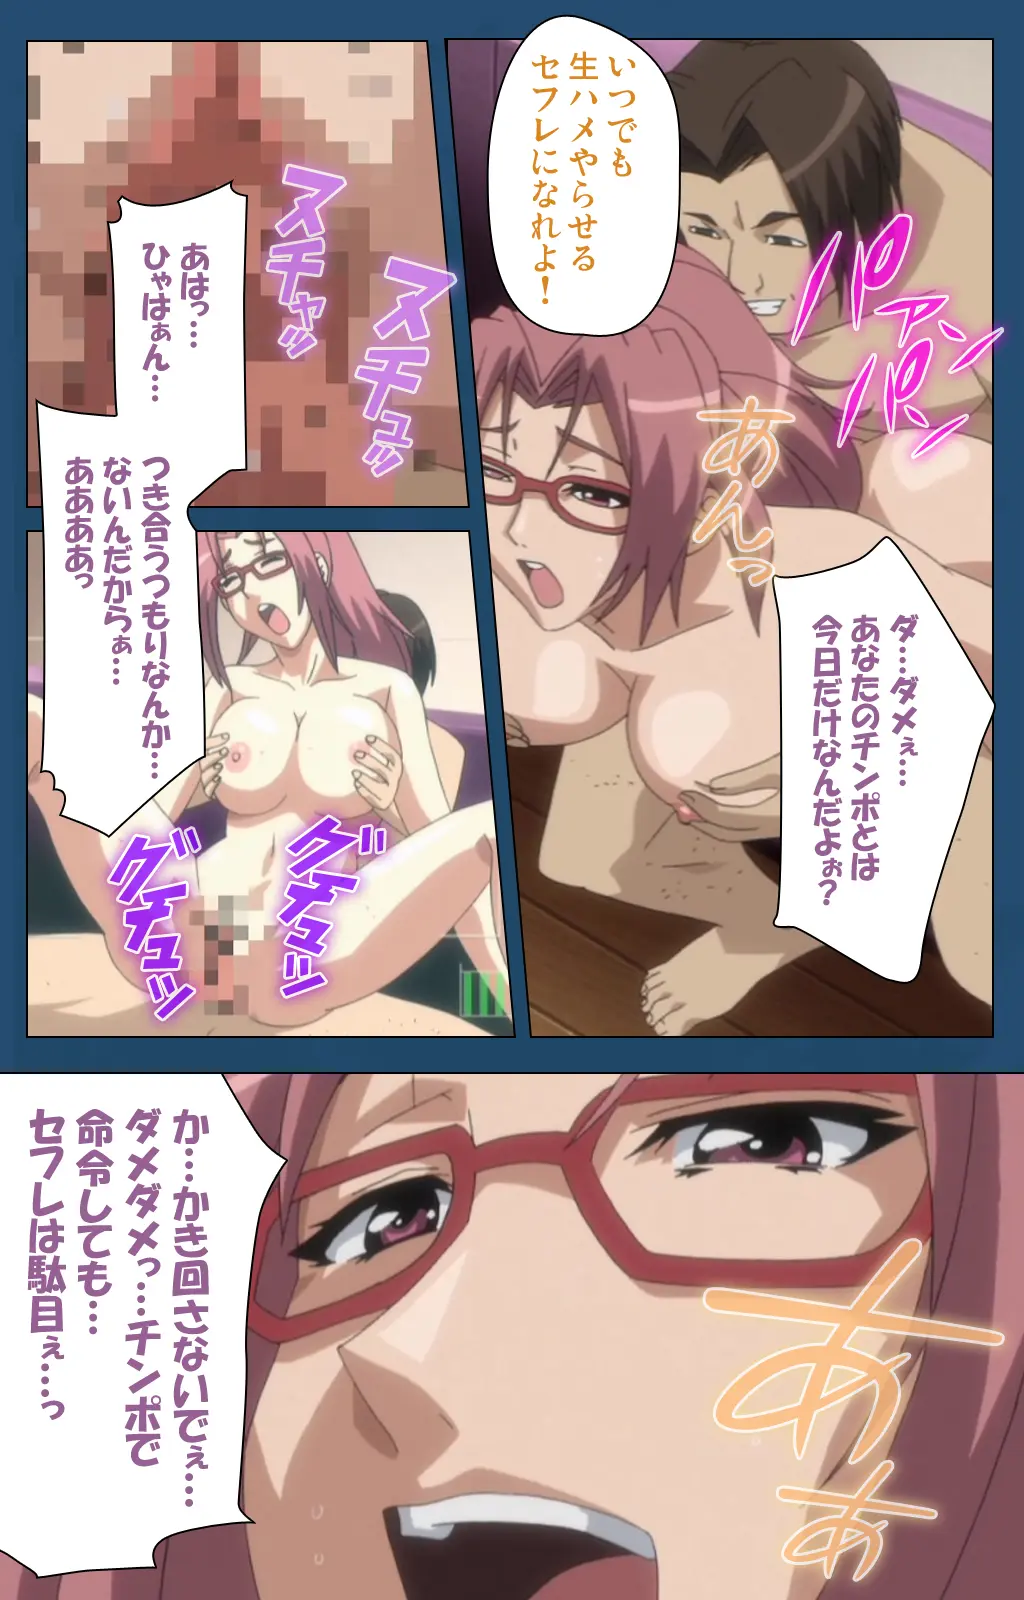 いつでも
生ハメやらせる
セフレになれよ！
パァン
パン
あんっ
ダ…ダメぇ…
あなたのチンポとは
今日だけなんだよぉ？
ヌチャッ
ヌチュッ
あはっ…
ひゃはぁん…
つき合うつもりなんか…
ないんだからぁ…
ああああっ
グチュッ
グチュッ
か…かき回さないでぇ…
ダメダメっ…チンポで
命令しても…
セフレは駄目ぇ…っ
ああ